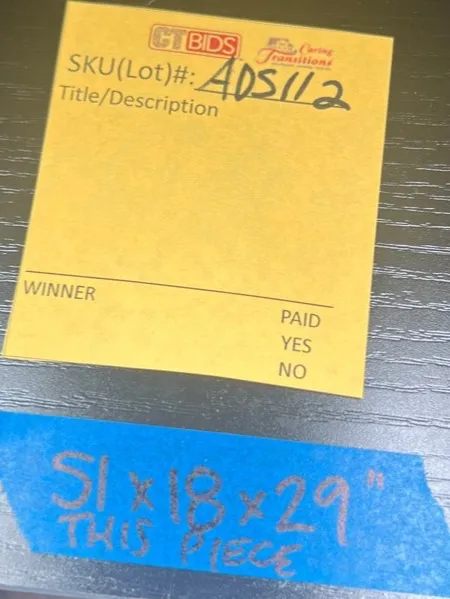 CTBIDS
Caring
Transitions
SKU(Lot)#: ADS112
Title/Description
WINNER
PAID
YES
NO
51 x 18 x 29"
THIS PIECE